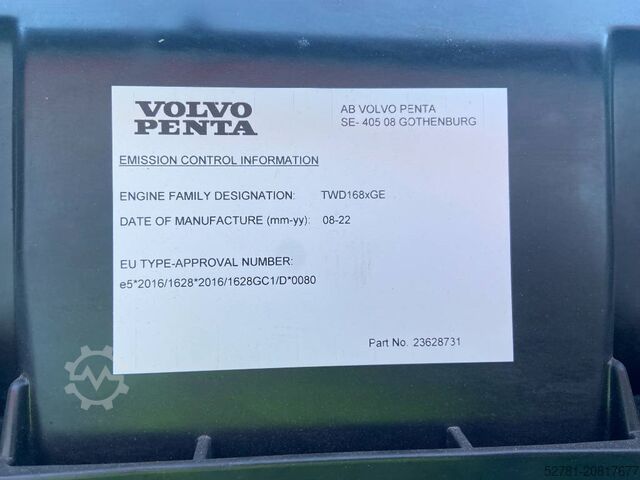 VOLVO
PENTA
AB VOLVO PENTA
SE- 405 08 GOTHENBURG
EMISSION CONTROL INFORMATION
ENGINE FAMILY DESIGNATION: TWD168xGE
DATE OF MANUFACTURE (mm-yy): 08-22
EU TYPE-APPROVAL NUMBER:
e5*2016/1628*2016/1628GC1/D*0080
Part No. 23628731
52781-20817677